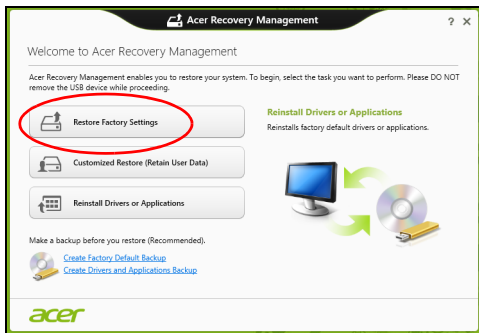 Acer Recovery Management
? X
Welcome to Acer Recovery Management
Acer Recovery Management enables you to restore your system. To begin, select the task you want to perform. Please DO NOT
remove the USB device while proceeding.
Restore Factory Settings
Customized Restore (Retain User Data)
Reinstall Drivers or Applications
Reinstall Drivers or Applications
Reinstalls factory default drivers or applications.
Make a backup before you restore (Recommended).
Create Factory Default Backup
Create Drivers and Applications Backup
acer